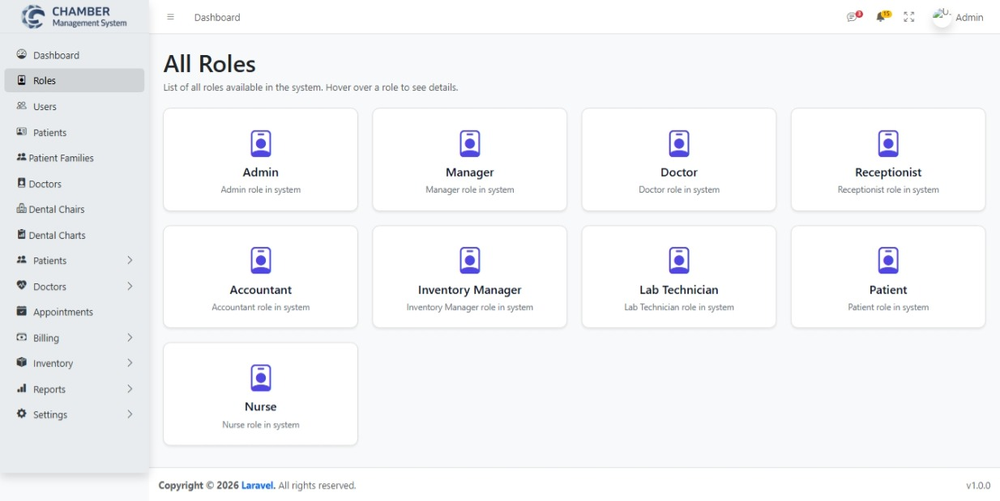 CHAMBER
Management System
Dashboard
3
15
U.
Admin
Dashboard
Roles
Users
Patients
Patient Families
Doctors
Dental Chairs
Dental Charts
Patients
Doctors
Appointments
Billing
Inventory
Reports
Settings
All Roles
List of all roles available in the system. Hover over a role to see details.
Admin
Admin role in system
Manager
Manager role in system
Doctor
Doctor role in system
Receptionist
Receptionist role in system
Accountant
Accountant role in system
Inventory Manager
Inventory Manager role in system
Lab Technician
Lab Technician role in system
Patient
Patient role in system
Nurse
Nurse role in system
Copyright © 2026 Laravel. All rights reserved.
v1.0.0